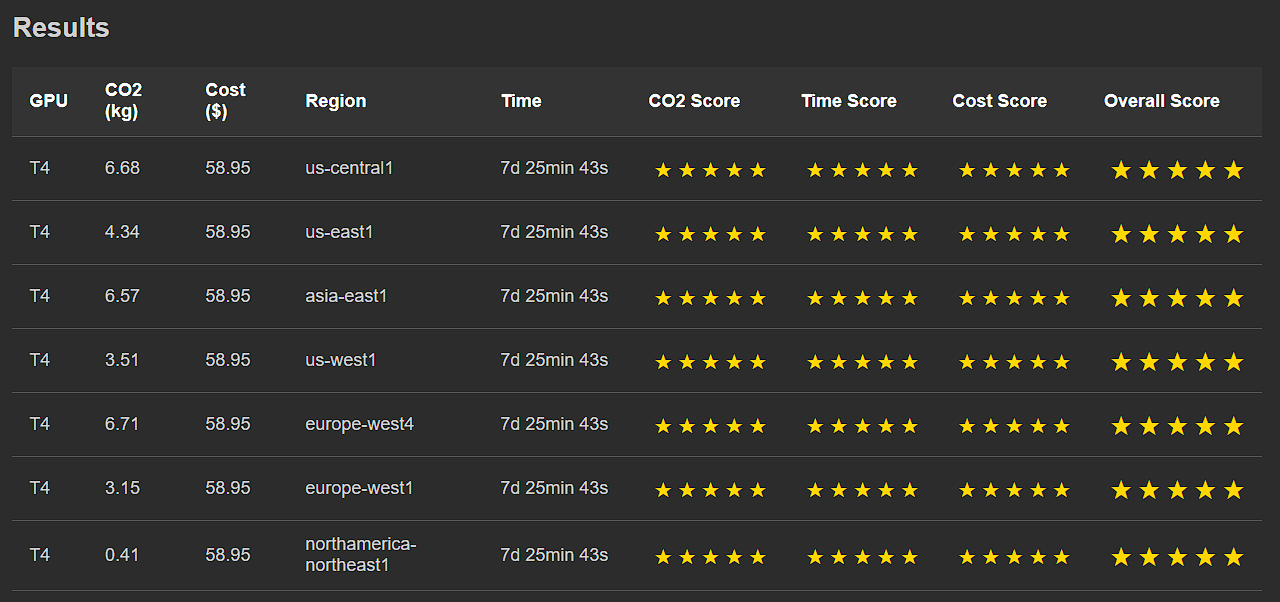 Results
GPU CO2 (kg) Cost ($) Region Time CO2 Score Time Score Cost Score Overall Score
T4 6.68 58.95 us-central1 7d 25min 43s ★ ★ ★ ★ ★ ★ ★ ★ ★ ★ ★ ★ ★ ★ ★ ★ ★ ★ ★ ★
T4 4.34 58.95 us-east1 7d 25min 43s ★ ★ ★ ★ ★ ★ ★ ★ ★ ★ ★ ★ ★ ★ ★ ★ ★ ★ ★ ★
T4 6.57 58.95 asia-east1 7d 25min 43s ★ ★ ★ ★ ★ ★ ★ ★ ★ ★ ★ ★ ★ ★ ★ ★ ★ ★ ★ ★
T4 3.51 58.95 us-west1 7d 25min 43s ★ ★ ★ ★ ★ ★ ★ ★ ★ ★ ★ ★ ★ ★ ★ ★ ★ ★ ★ ★
T4 6.71 58.95 europe-west4 7d 25min 43s ★ ★ ★ ★ ★ ★ ★ ★ ★ ★ ★ ★ ★ ★ ★ ★ ★ ★ ★ ★
T4 3.15 58.95 europe-west1 7d 25min 43s ★ ★ ★ ★ ★ ★ ★ ★ ★ ★ ★ ★ ★ ★ ★ ★ ★ ★ ★ ★
T4 0.41 58.95 northamerica-northeast1 7d 25min 43s ★ ★ ★ ★ ★ ★ ★ ★ ★ ★ ★ ★ ★ ★ ★ ★ ★ ★ ★ ★